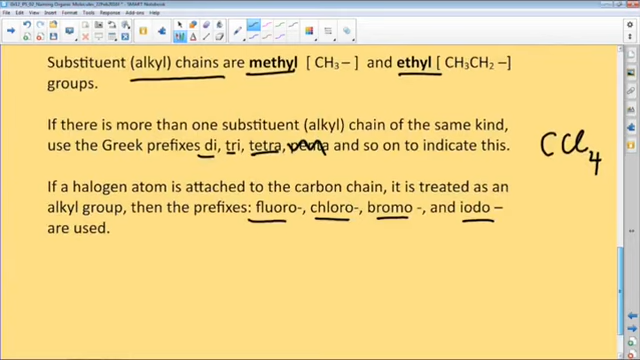 Substituent (alkyl) chains are methyl [ CH₃ – ] and ethyl [ CH₃CH₂ –]
groups.
If there is more than one substituent (alkyl) chain of the same kind,
use the Greek prefixes di, tri, tetra, and so on to indicate this.
CCl₄
If a halogen atom is attached to the carbon chain, it is treated as an
alkyl group, then the prefixes: fluoro-, chloro-, bromo -, and iodo –
are used.